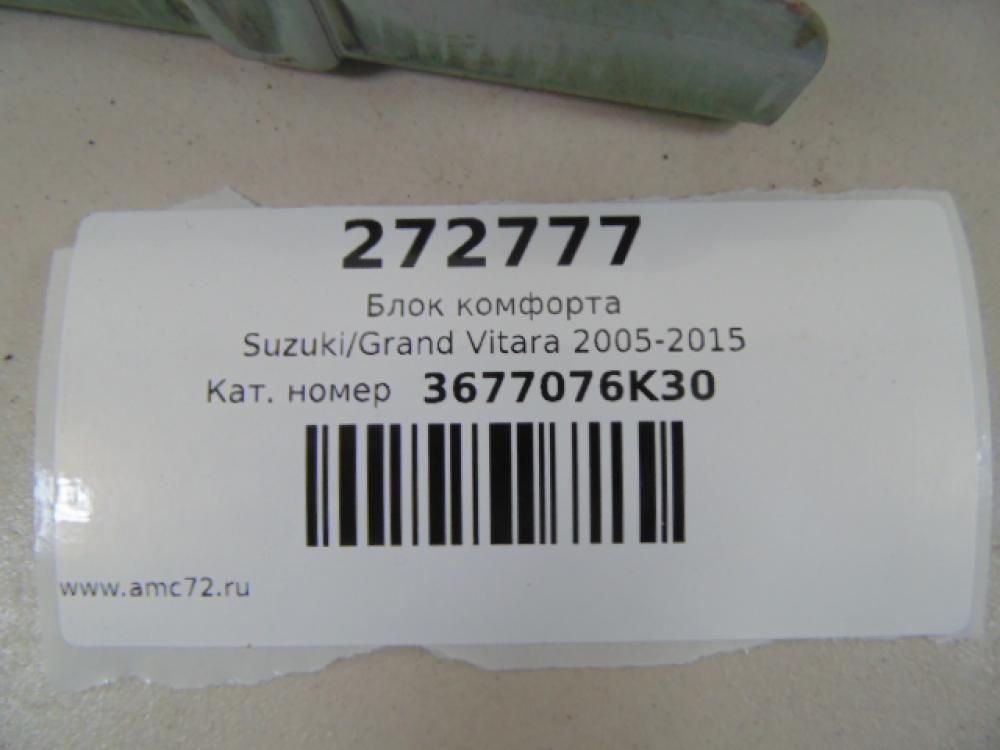 272777
Блок комфорта
Suzuki/Grand Vitara 2005-2015
Кат. номер 3677076K30
www.amc72.ru